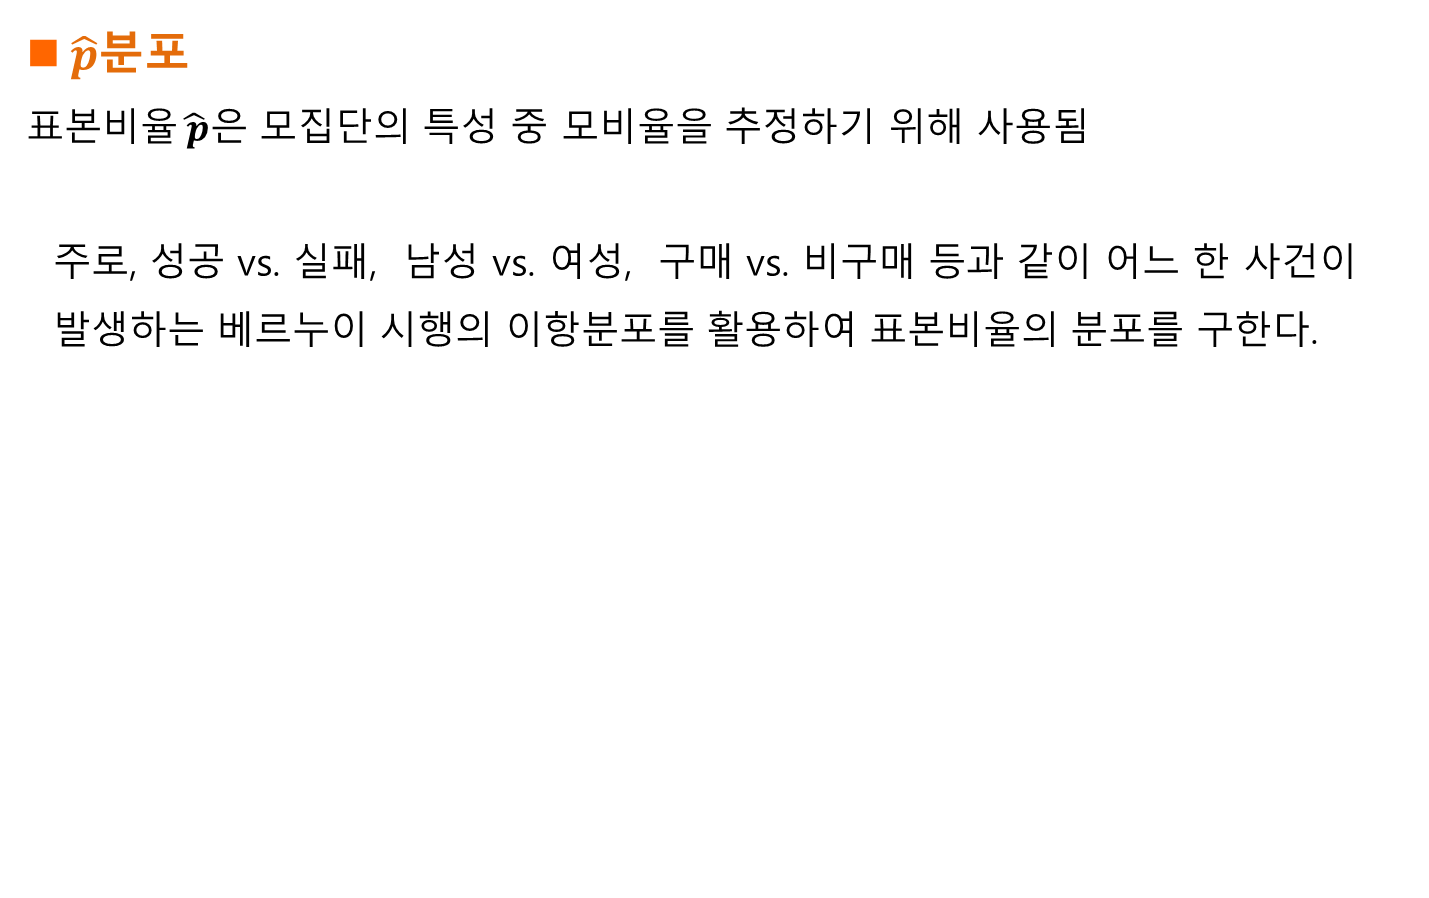 ■ p̂분포
표본비율 p̂은 모집단의 특성 중 모비율을 추정하기 위해 사용됨
주로, 성공 vs. 실패, 남성 vs. 여성, 구매 vs. 비구매 등과 같이 어느 한 사건이
발생하는 베르누이 시행의 이항분포를 활용하여 표본비율의 분포를 구한다.